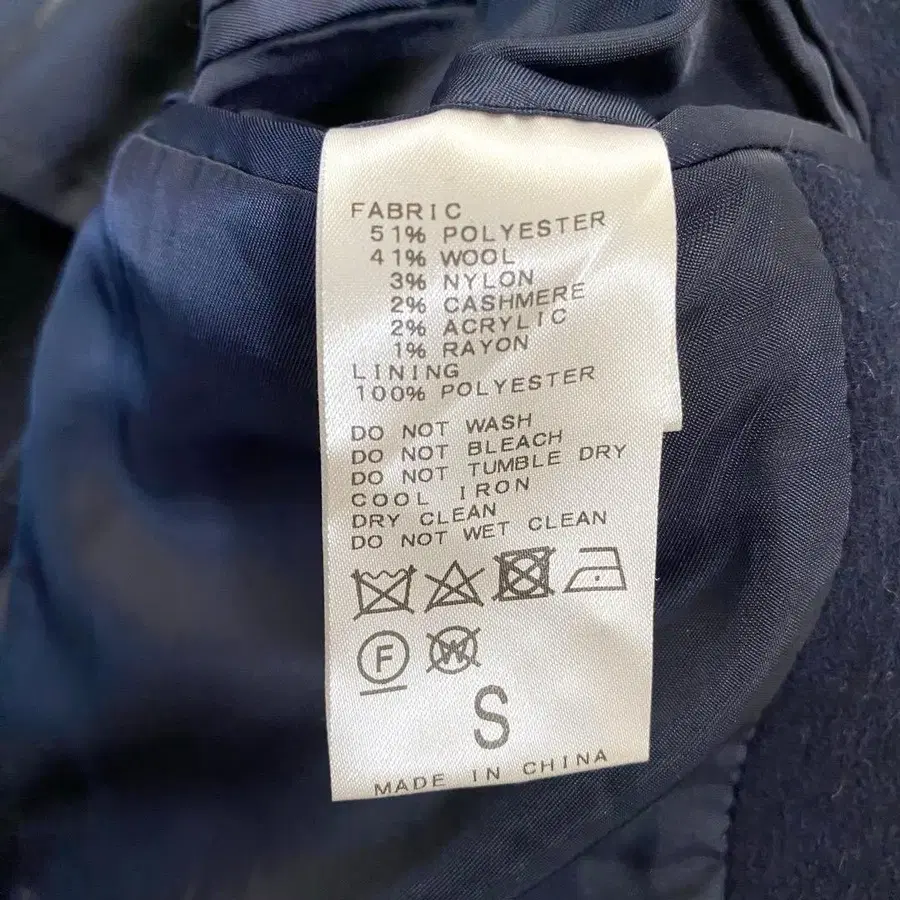 FABRIC
51% POLYESTER
41% WOOL
3% NYLON
2% CASHMERE
2% ACRYLIC
1% RAYON
LINING
100% POLYESTER
DO NOT WASH
DO NOT BLEACH
DO NOT TUMBLE DRY
COOL IRON
DRY CLEAN
DO NOT WET CLEAN
F W
S
MADE IN CHINA